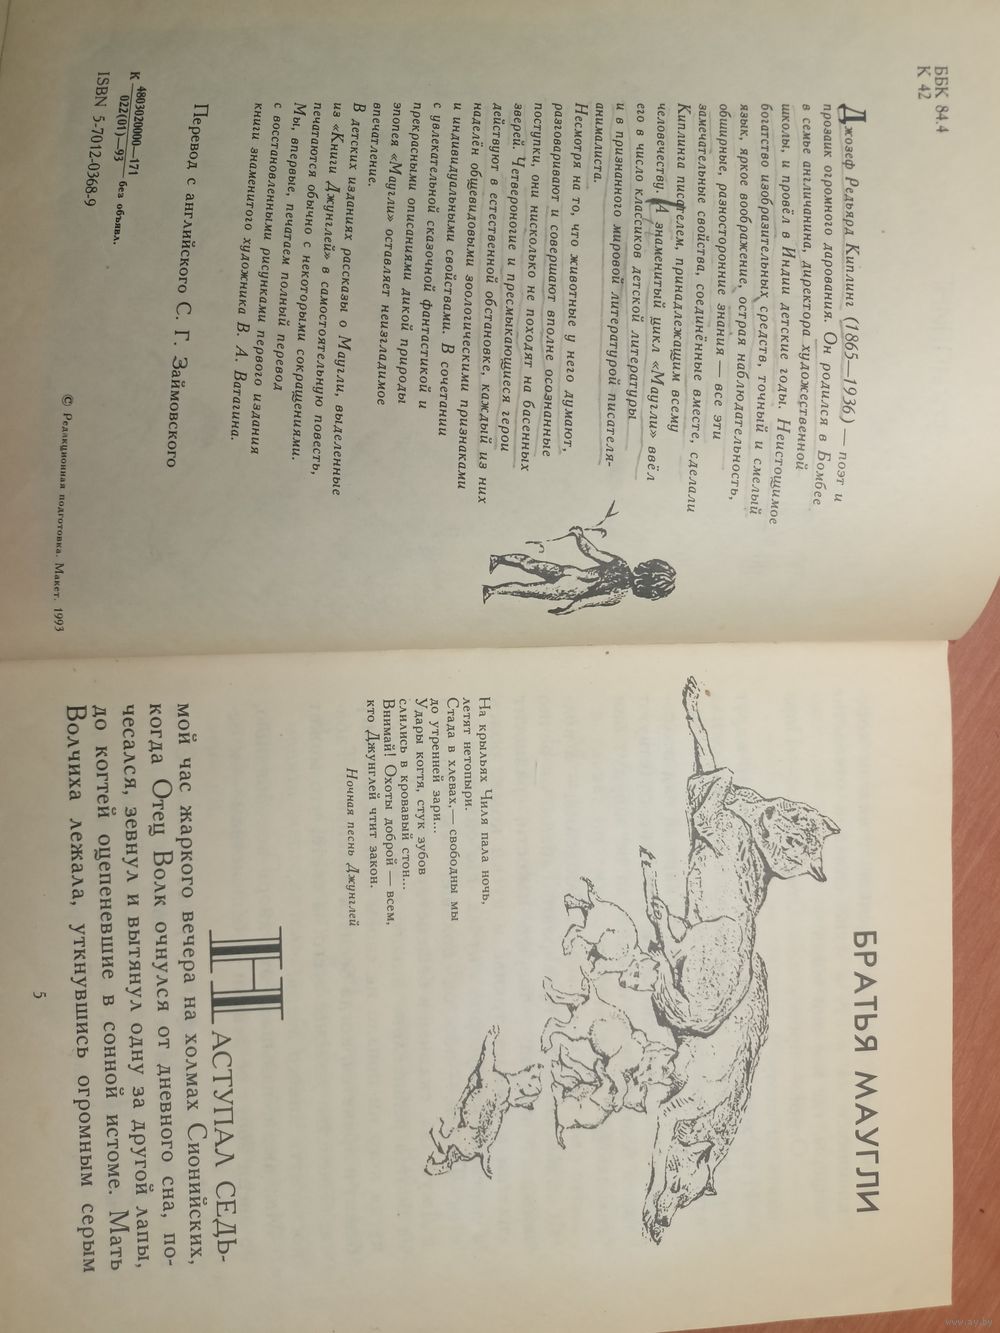 ББК 84.4
К 42
Джозеф Редьярд Киплинг (1865—1936) — поэт и
прозаик огромного дарования. Он родился в Бомбее
в семье англичанина, директора художественной
школы, и провёл в Индии детские годы. Неистощимое
богатство изобразительных средств, точный и смелый
язык, яркое воображение, острая наблюдательность,
обширные, разносторонние знания — все эти
замечательные свойства, соединённые вместе, сделали
Киплинга писателем, принадлежащим всему
человечеству. А знаменитый цикл «Маугли» ввёл
его в число классиков детской литературы
и в признанного мировой литературой писателя-
анималиста.
Несмотря на то, что животные у него думают,
разговаривают и совершают вполне осознанные
поступки, они нисколько не походят на басенных
зверей. Четвероногие и пресмыкающиеся герои
действуют в естественной обстановке, каждый из них
наделён общевидовыми зоологическими признаками
и индивидуальными свойствами. В сочетании
с увлекательной сказочной фантастикой и
прекрасными описаниями дикой природы
эпопея «Маугли» оставляет неизгладимое
впечатление.
В детских изданиях рассказы о Маугли, выделенные
из «Книги Джунглей» в самостоятельную повесть,
печатаются обычно с некоторыми сокращениями.
Мы, впервые, печатаем полный перевод
с восстановленными рисунками первого издания
книги знаменитого художника В. А. Ватагина.
Перевод с английского С. Г. Займовского
К 4803020000—171
022(01)—93 без объявл.
ISBN 5-7012-0368-9
© Редакционная подготовка. Макет. 1993
БРАТЬЯ МАУГЛИ
На крыльях Чиля пала ночь,
летят нетопыри.
Стада в хлевах,— свободны мы
до утренней зари...
Удары когтя, стук зубов
слились в кровавый стон...
Внимай! Охоты доброй — всем,
кто Джунглей чтит закон.
Ночная песнь Джунглей
НАСТУПАЛ СЕДЬ-
мой час жаркого вечера на холмах Сионийских,
когда Отец Волк очнулся от дневного сна, по-
чесался, зевнул и вытянул одну за другой лапы,
до когтей оцепеневшие в сонной истоме. Мать
Волчиха лежала, уткнувшись огромным серым
5
www.ay.by